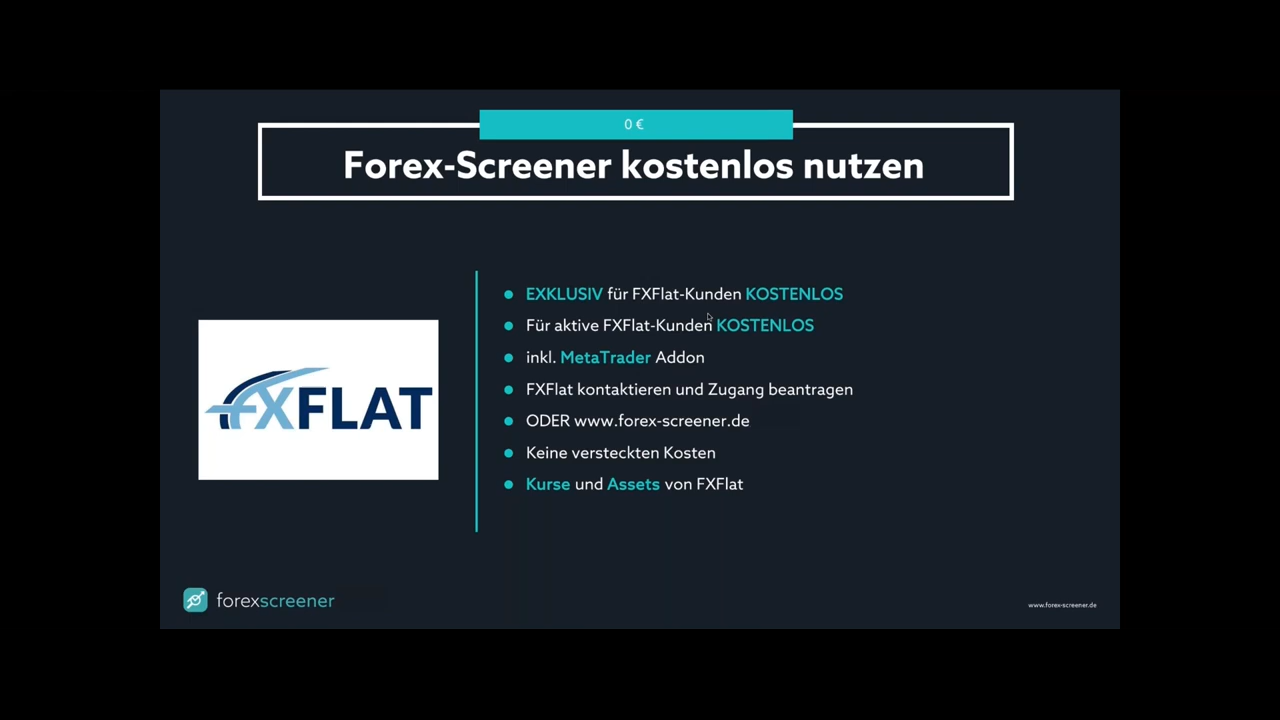 0 €
Forex-Screener kostenlos nutzen
EXKLUSIV für FXFlat-Kunden KOSTENLOS
Für aktive FXFlat-Kunden KOSTENLOS
inkl. MetaTrader Addon
FXFlat kontaktieren und Zugang beantragen
ODER www.forex-screener.de
Keine versteckten Kosten
Kurse und Assets von FXFlat
FXFLAT
forexscreener
www.forex-screener.de